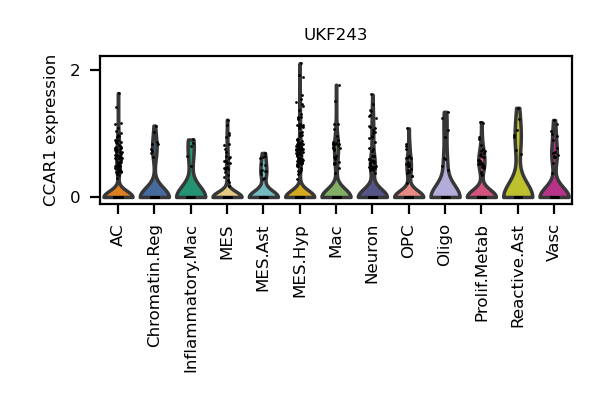 UKF243
CCAR1 expression
2
0
AC
Chromatin.Reg
Inflammatory.Mac
MES
MES.Ast
MES.Hyp
Mac
Neuron
OPC
Oligo
Prolif.Metab
Reactive.Ast
Vasc